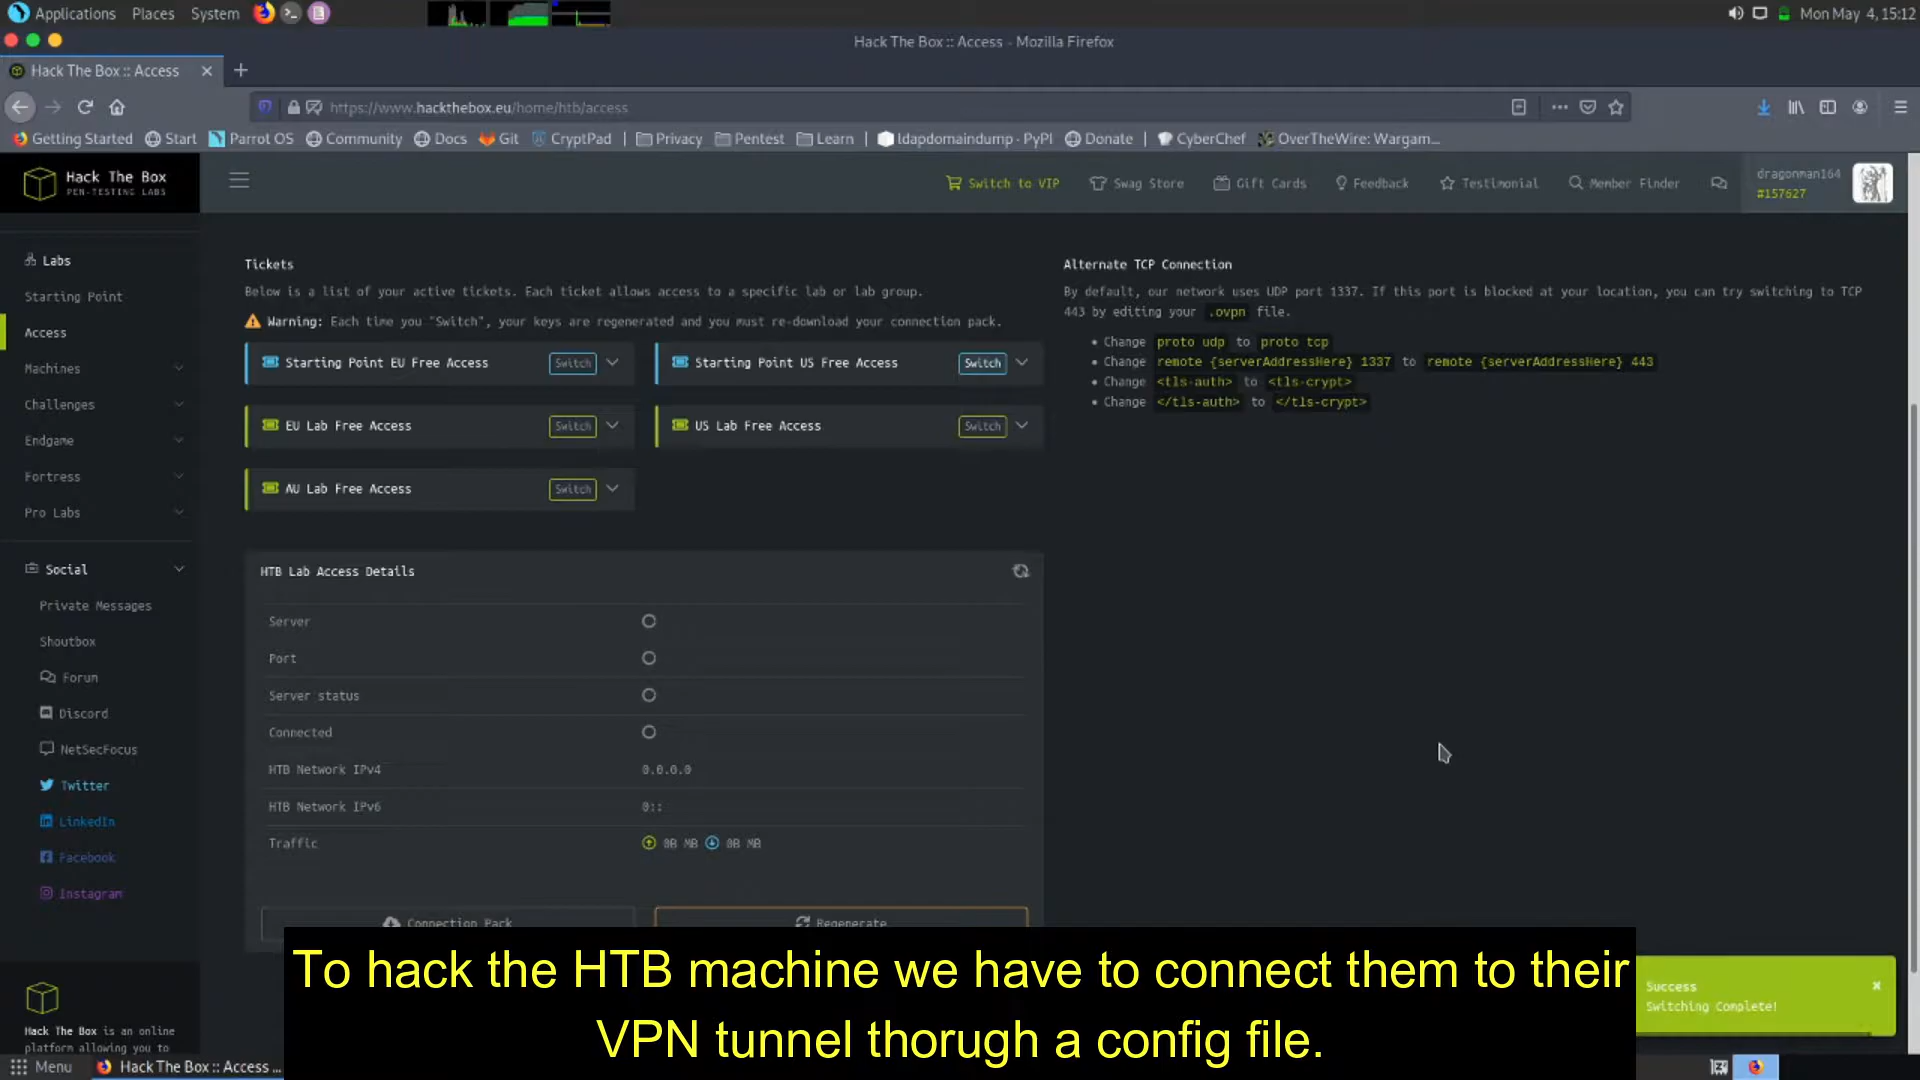 Applications Places System
Mon May 4, 15:12
Hack The Box :: Access - Mozilla Firefox
Hack The Box :: Access
https://www.hackthebox.eu/home/htb/access
Getting Started Start Parrot OS Community Docs Git CryptPad Privacy Pentest Learn ldapdomaindump · PyPI Donate CyberChef OverTheWire: Wargam...
Hack The Box
PEN-TESTING LABS
Switch to VIP Swag Store Gift Cards Feedback Testimonial Member Finder
dragonman164
#157627
Labs
Starting Point
Access
Machines
Challenges
Endgame
Fortress
Pro Labs
Social
Private Messages
Shoutbox
Forum
Discord
NetSecFocus
Twitter
LinkedIn
Facebook
Instagram
Hack The Box is an online
platform allowing you to
Tickets
Below is a list of your active tickets. Each ticket allows access to a specific lab or lab group.
Warning: Each time you "Switch", your keys are regenerated and you must re-download your connection pack.
Starting Point EU Free Access Switch
Starting Point US Free Access Switch
EU Lab Free Access Switch
US Lab Free Access Switch
AU Lab Free Access Switch
HTB Lab Access Details
Server
Port
Server status
Connected
HTB Network IPv4 0.0.0.0
HTB Network IPv6 0::
Traffic 0B MB 0B MB
Connection Pack Regenerate
Alternate TCP Connection
By default, our network uses UDP port 1337. If this port is blocked at your location, you can try switching to TCP
443 by editing your .ovpn file.
• Change proto udp to proto tcp
• Change remote {serverAddressHere} 1337 to remote {serverAddressHere} 443
• Change <tls-auth> to <tls-crypt>
• Change </tls-auth> to </tls-crypt>
To hack the HTB machine we have to connect them to their
VPN tunnel thorugh a config file.
Success
Switching Complete!
Menu Hack The Box :: Access ...